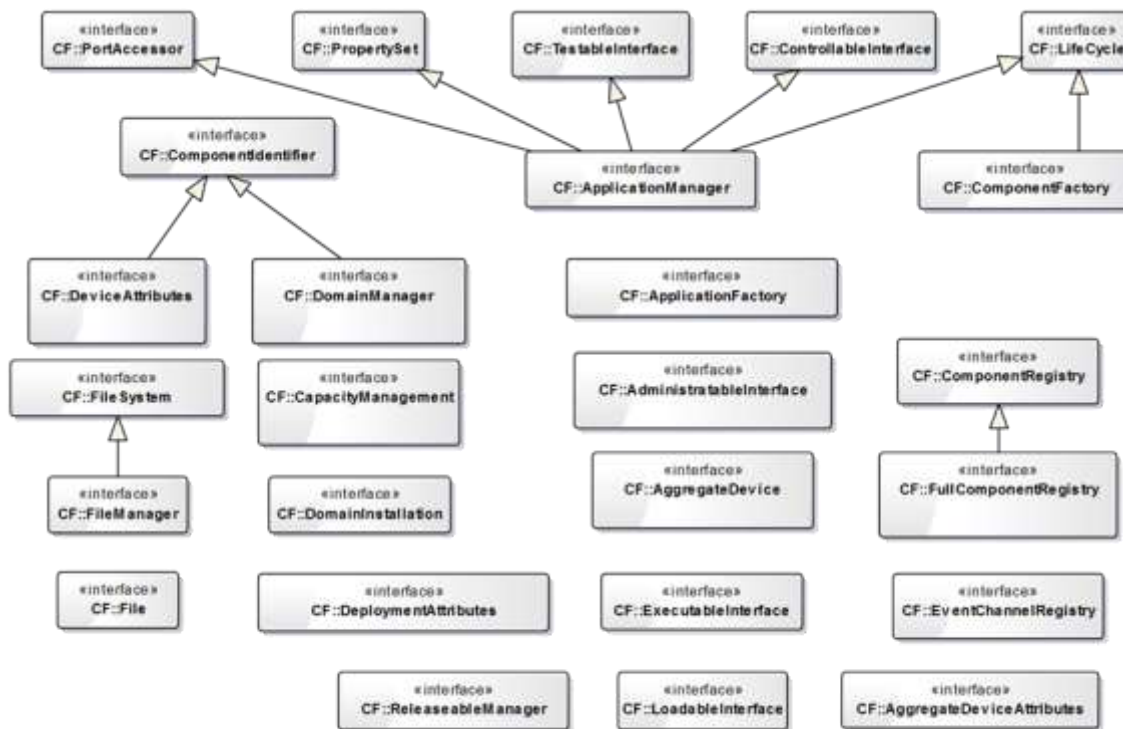 «interface»
CF::PortAccessor
«interface»
CF::PropertySet
«interface»
CF::TestableInterface
«interface»
CF::ControllableInterface
«interface»
CF::LifeCycle
«interface»
CF::ComponentIdentifier
«interface»
CF::ApplicationManager
«interface»
CF::ComponentFactory
«interface»
CF::DeviceAttributes
«interface»
CF::DomainManager
«interface»
CF::ApplicationFactory
«interface»
CF::FileSystem
«interface»
CF::CapacityManagement
«interface»
CF::AdministratableInterface
«interface»
CF::ComponentRegistry
«interface»
CF::FileManager
«interface»
CF::DomainInstallation
«interface»
CF::AggregateDevice
«interface»
CF::FullComponentRegistry
«interface»
CF::File
«interface»
CF::DeploymentAttributes
«interface»
CF::ExecutableInterface
«interface»
CF::EventChannelRegistry
«interface»
CF::ReleaseableManager
«interface»
CF::LoadableInterface
«interface»
CF::AggregateDeviceAttributes